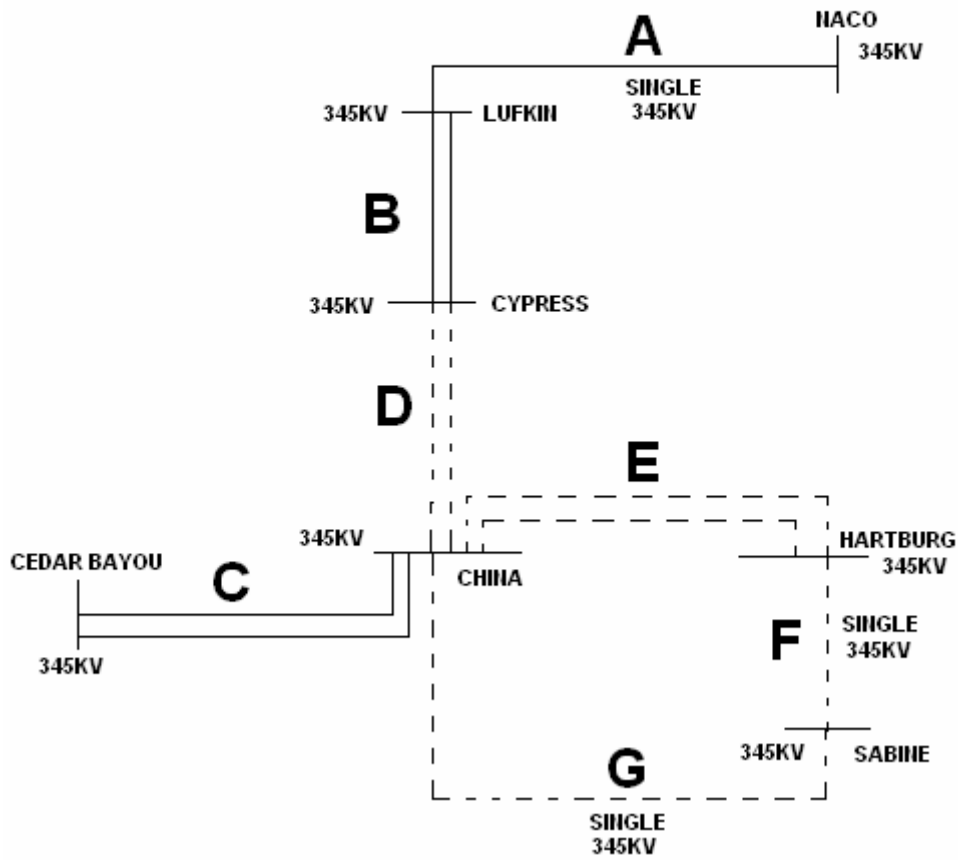 NACO
A
345KV
SINGLE
345KV
345KV
LUFKIN
B
345KV
CYPRESS
D
E
345KV
HARTBURG
345KV
CEDAR BAYOU
CHINA
C
SINGLE
345KV
F
345KV
345KV
SABINE
G
SINGLE
345KV